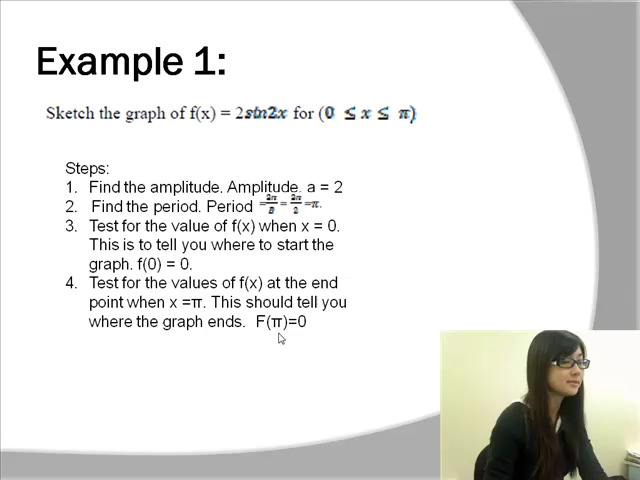 Example 1:
Sketch the graph of f(x) = 2sin2x for (0 ≤ x ≤ π)
Steps:
1. Find the amplitude. Amplitude. a = 2
2. Find the period. Period = 2π/B = 2π/2 = π.
3. Test for the value of f(x) when x = 0.
This is to tell you where to start the
graph. f(0) = 0.
4. Test for the values of f(x) at the end
point when x =π. This should tell you
where the graph ends. F(π)=0